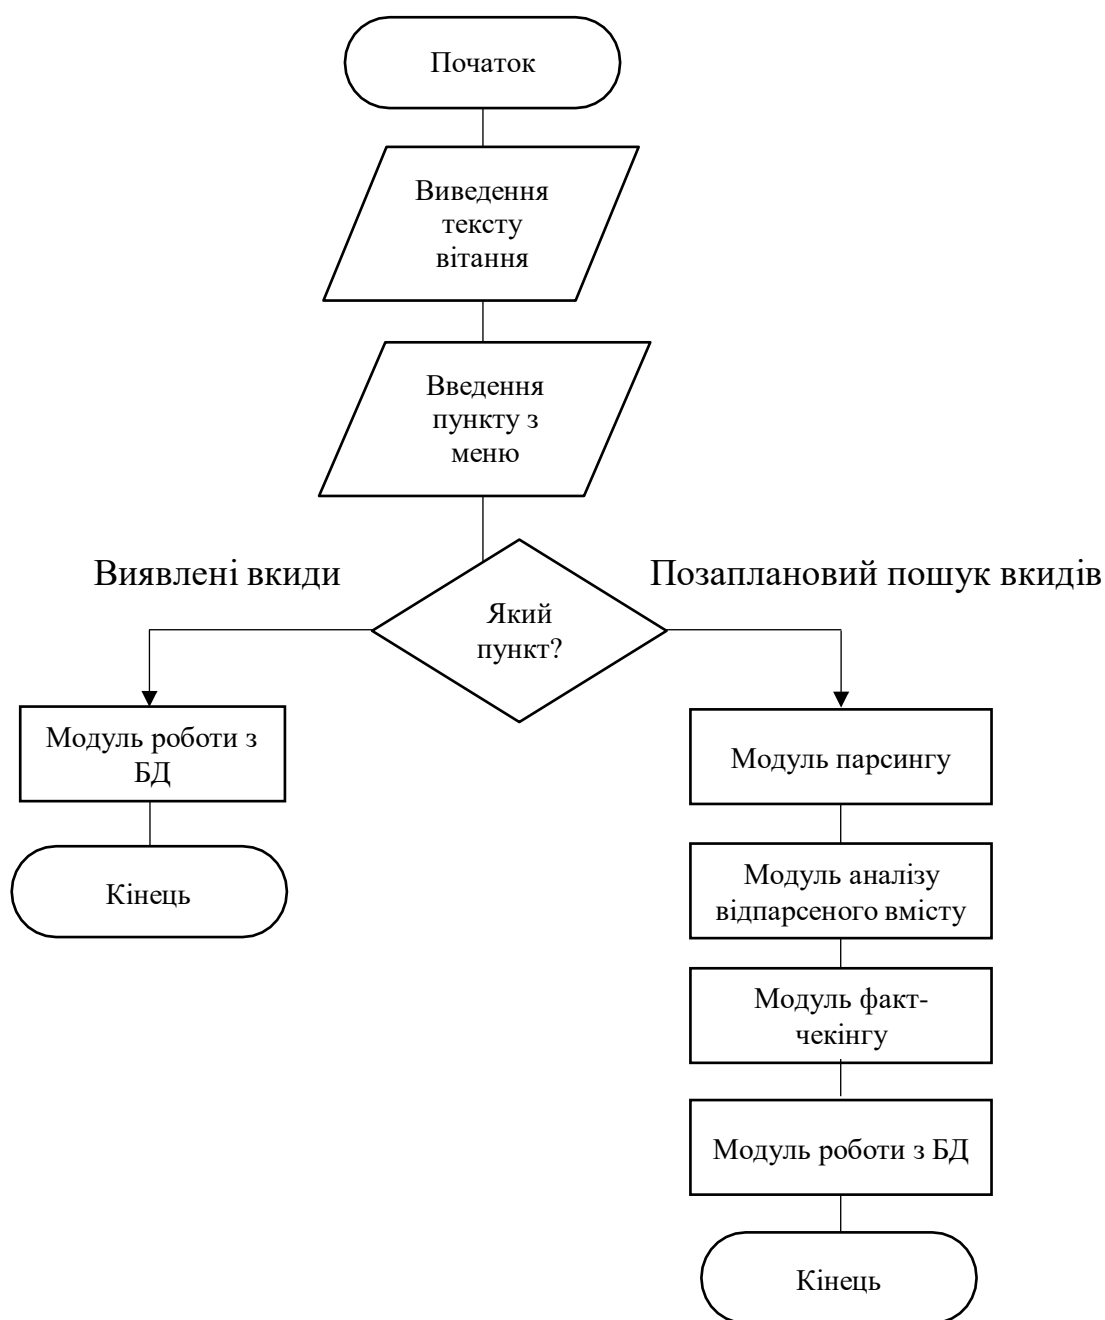 Початок
Виведення
тексту
вітання
Введення
пункту з
меню
Виявлені вкиди
Позаплановий пошук вкидів
Який
пункт?
Модуль роботи з
БД
Кінець
Модуль парсингу
Модуль аналізу
відпарсеного вмісту
Модуль факт-
чекінгу
Модуль роботи з БД
Кінець